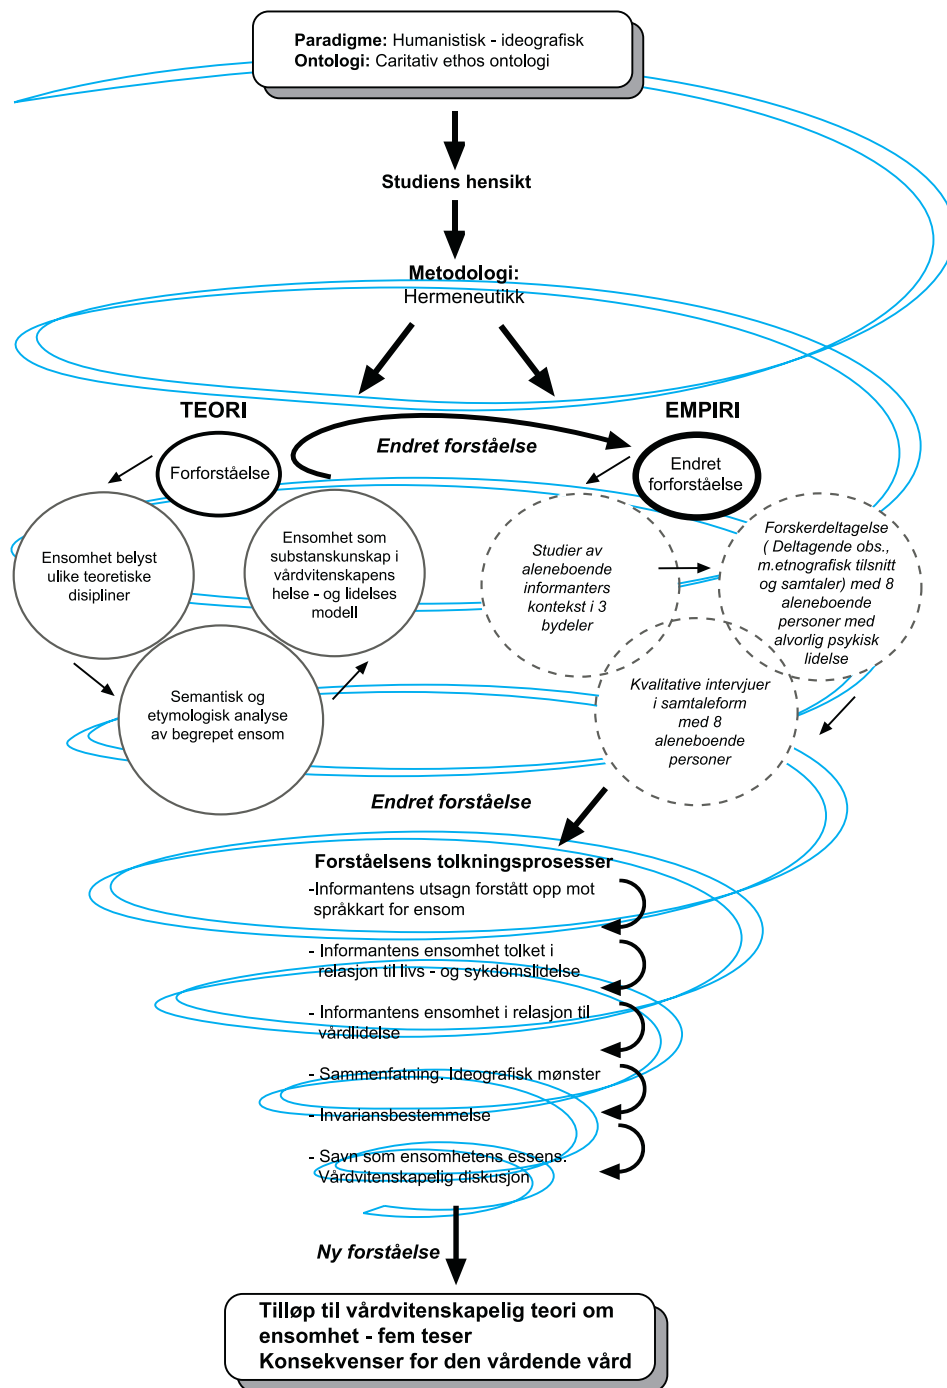 Paradigme: Humanistisk - ideografisk
Ontologi: Caritativ ethos ontologi
Studiens hensikt
Metodologi:
Hermeneutikk
TEORI
EMPIRI
Endret forståelse
Forforståelse
Endret
forforståelse
Ensomhet belyst
ulike teoretiske
disipliner
Ensomhet som
substanskunskap i
vårdvitenskapens
helse - og lidelses
modell
Semantisk og
etymologisk analyse
av begrepet ensom
Studier av
aleneboende
informanters
kontekst i 3
bydeler
Forskerdeltagelse
( Deltagende obs.,
m.etnografisk tilsnitt
og samtaler) med 8
aleneboende
personer med
alvorlig psykisk
lidelse
Kvalitative intervjuer
i samtaleform
med 8
aleneboende
personer
Endret forståelse
Forståelsens tolkningsprosesser
-Informantens utsagn forstått opp mot
språkkart for ensom
- Informantens ensomhet tolket i
relasjon til livs - og sykdomslidelse
- Informantens ensomhet i relasjon til
vårdlidelse
- Sammenfatning. Ideografisk mønster
- Invariansbestemmelse
- Savn som ensomhetens essens.
Vårdvitenskapelig diskusjon
Ny forståelse
Tilløp til vårdvitenskapelig teori om
ensomhet - fem teser
Konsekvenser for den vårdende vård